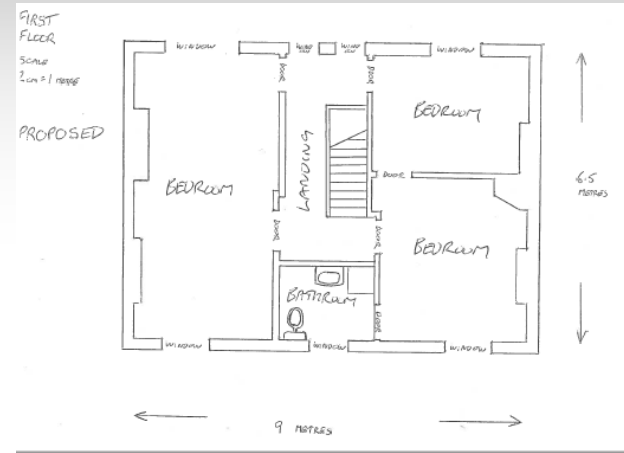 FIRST
FLOOR
SCALE
2cm = 1 METRE
PROPOSED
WINDOW
WINDOW
WINDOW
WINDOW
DOOR
DOOR
BEDROOM
LANDING
BEDROOM
DOOR
6.5
METRES
BEDROOM
DOOR
DOOR
BATHROOM
DOOR
WINDOW
WINDOW
WINDOW
9 METRES